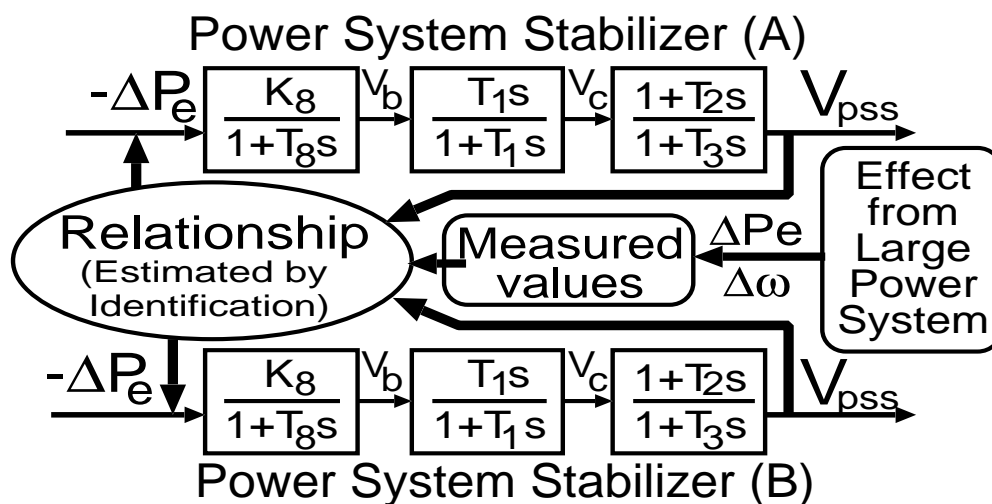 Power System Stabilizer (A)
-ΔPe
K8
1+T8s
Vb
T1s
1+T1s
Vc
1+T2s
1+T3s
Vpss
Relationship
(Estimated by
Identification)
Measured
values
ΔPe
Δω
Effect
from
Large
Power
System
-ΔPe
K8
1+T8s
Vb
T1s
1+T1s
Vc
1+T2s
1+T3s
Vpss
Power System Stabilizer (B)